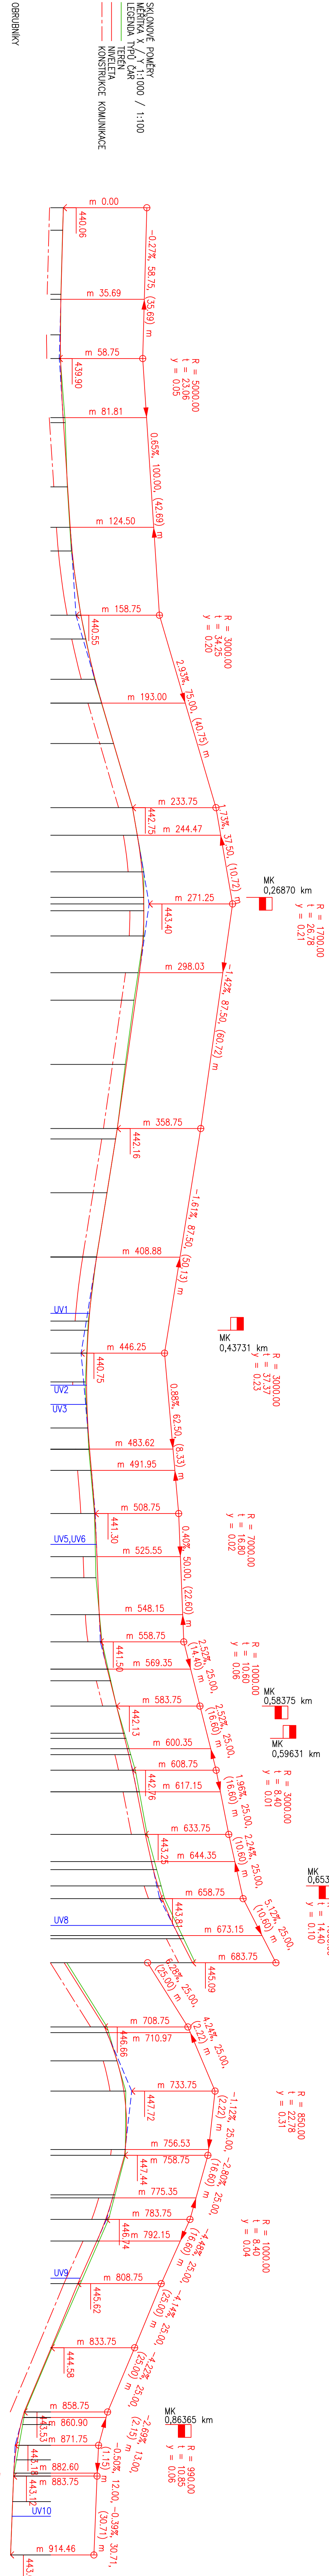 SKLONOVÉ POMĚRY
MĚŘÍTKA X / Y 1:1000 / 1:100
LEGENDA TYPŮ ČAR
TERÉN
NIVELETA
KONSTRUKCE KOMUNIKACE
OBRUBNÍKY
m 0.00
440.06
-0.27%, 58.75, (35.69) m
m 35.69
m 58.75
439.90
R = 5000.00
t = 23.06
y = 0.05
m 81.81
0.65%, 100.00, (42.69) m
m 124.50
m 158.75
440.55
R = 3000.00
t = 34.25
y = 0.20
2.93%, 75.00, (40.75) m
m 193.00
m 233.75
442.75
1.73%, 37.50, (10.72) m
m 244.47
MK
0,26870 km
m 271.25
443.40
R = 1700.00
t = 26.78
y = 0.21
m 298.03
-1.42%, 87.50, (60.72) m
m 358.75
442.16
-1.61%, 87.50, (50.13) m
m 408.88
UV1
MK
0,43731 km
m 446.25
440.75
R = 3000.00
t = 37.37
y = 0.23
UV2
UV3
0.88%, 62.50, (8.33) m
m 483.62
m 491.95
m 508.75
441.30
R = 7000.00
t = 16.80
y = 0.02
UV5,UV6
0.40%, 50.00, (22.60) m
m 525.55
m 548.15
m 558.75
441.50
R = 1000.00
t = 10.60
y = 0.06
2.52%, 25.00,
(14.40) m
m 569.35
m 583.75
442.13
MK
0,58375 km
2.52%, 25.00,
(16.60) m
MK
0,59631 km
m 600.35
m 608.75
442.76
R = 3000.00
t = 8.40
y = 0.01
1.96%, 25.00,
(16.60) m
m 617.15
m 633.75
443.25
2.24%, 25.00,
(10.60) m
m 644.35
MK
m 658.75
443.81
t = 14.40
y = 0.10
UV8
5.12%, 25.00,
(10.60) m
m 673.15
m 683.75
445.09
6.28%, 25.00,
(25.00) m
m 708.75
m 710.97
446.66
4.24%, 25.00,
(2.22) m
m 733.75
447.72
R = 850.00
t = 22.78
y = 0.31
-1.12%, 25.00,
(2.22) m
m 756.53
m 758.75
447.44
-2.80%, 25.00,
(16.60) m
m 775.35
m 783.75
446.74
R = 1000.00
t = 8.40
y = 0.04
m 792.15
-4.48%, 25.00,
(16.60) m
UV9
m 808.75
445.62
-4.14%, 25.00,
(25.00) m
m 833.75
444.58
-4.22%, 25.00,
(25.00) m
m 858.75
m 860.90
443.53
MK
0,86365 km
-2.69%, 13.00,
(2.15) m
m 871.75
443.18
R = 990.00
t = 10.85
y = 0.06
-0.50%, 12.00,
(1.15) m
m 882.60
m 883.75
443.12
-0.39%, 30.71,
(30.71) m
UV10
m 914.46